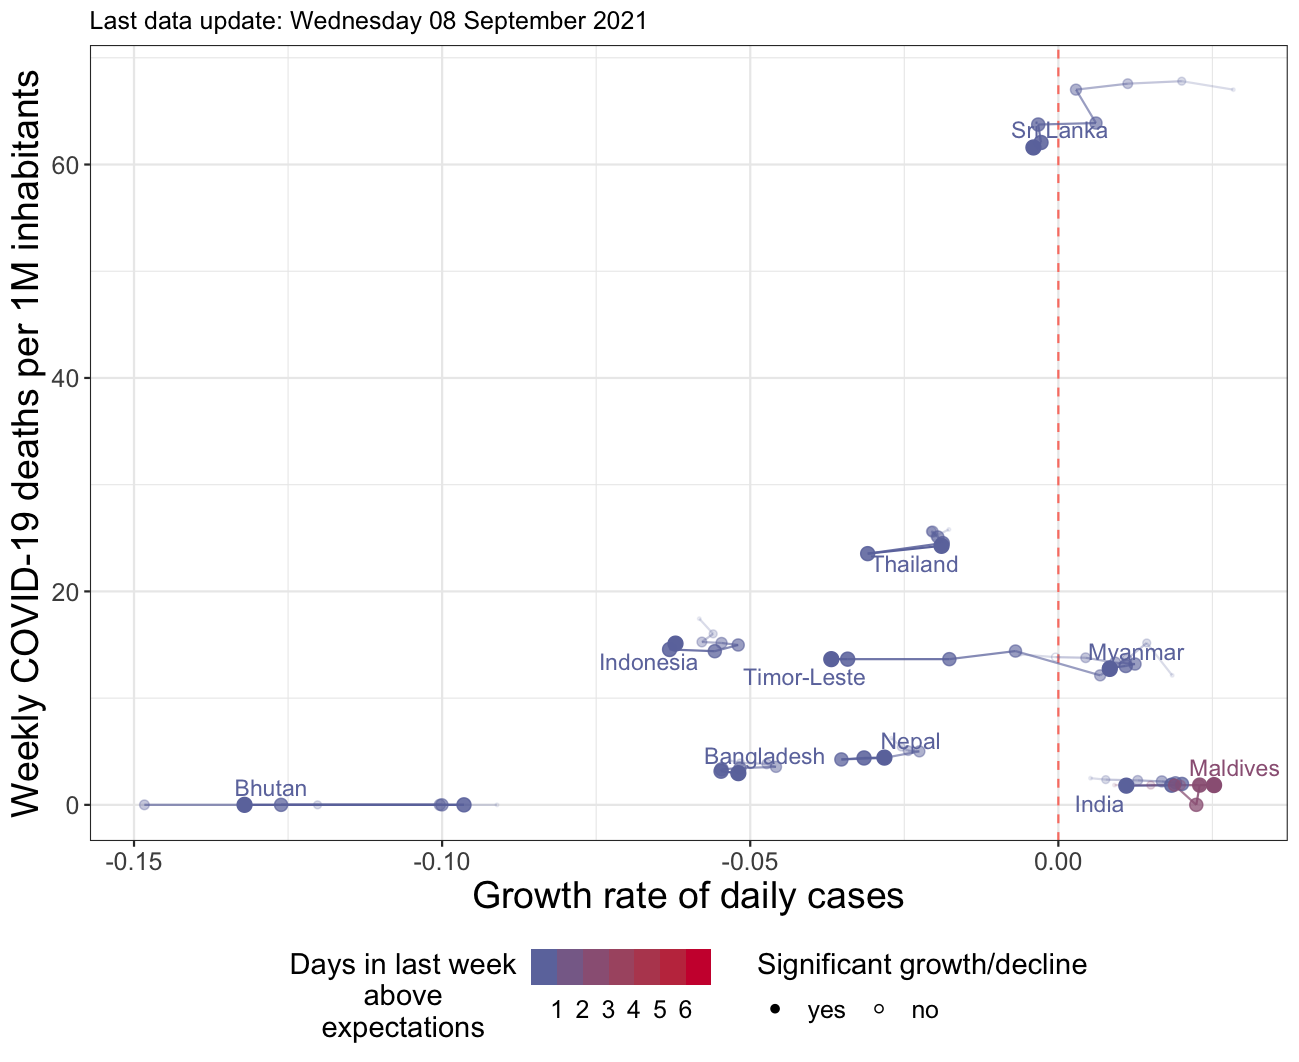 Last data update: Wednesday 08 September 2021
Weekly COVID-19 deaths per 1M inhabitants
60
40
20
0
Sri Lanka
Thailand
Indonesia
Timor-Leste
Myanmar
Bangladesh
Nepal
Bhutan
Maldives
India
-0.15
-0.10
-0.05
0.00
Growth rate of daily cases
Days in last week
above
expectations
1 2 3 4 5 6
Significant growth/decline
yes
no